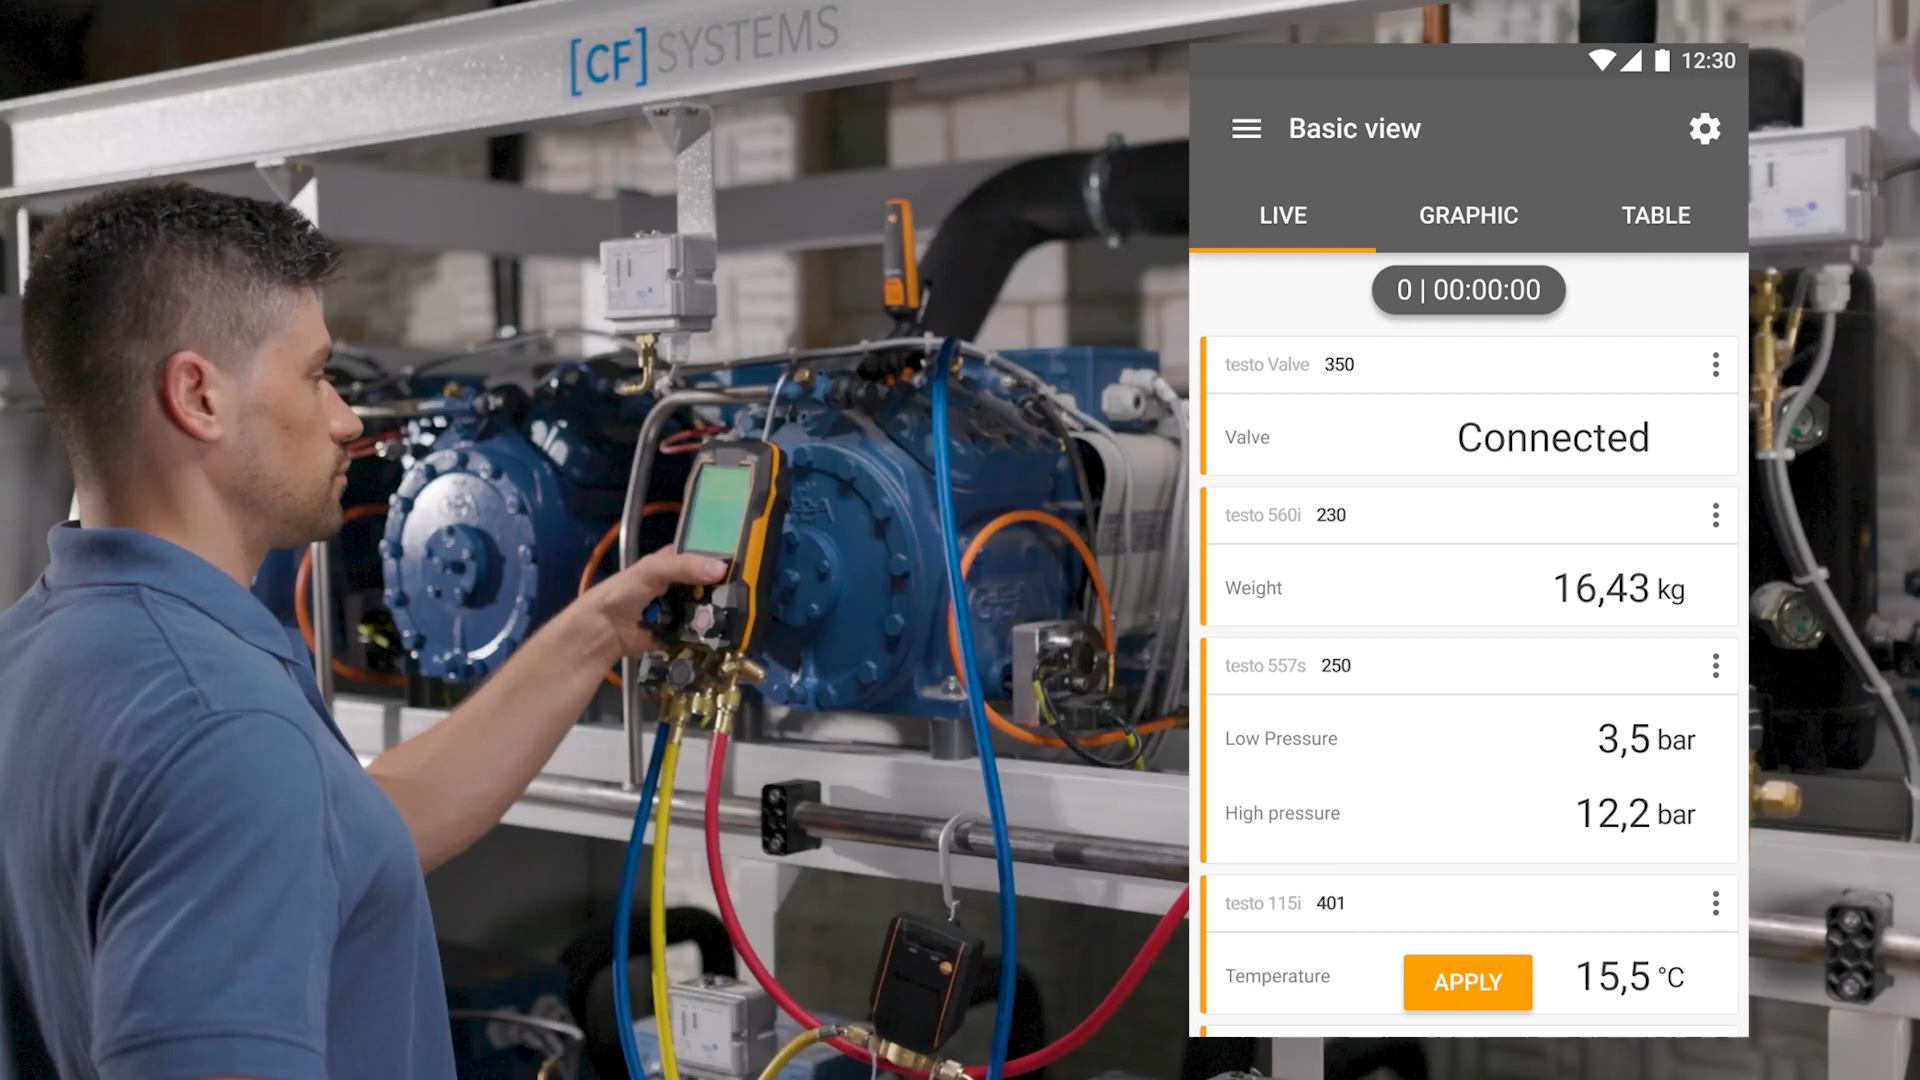 [CF] SYSTEMS
12:30
Basic view
LIVE GRAPHIC TABLE
0 | 00:00:00
testo Valve 350
Valve Connected
testo 560i 230
Weight 16,43 kg
testo 557s 250
Low Pressure 3,5 bar
High pressure 12,2 bar
testo 115i 401
Temperature 15,5 °C
APPLY